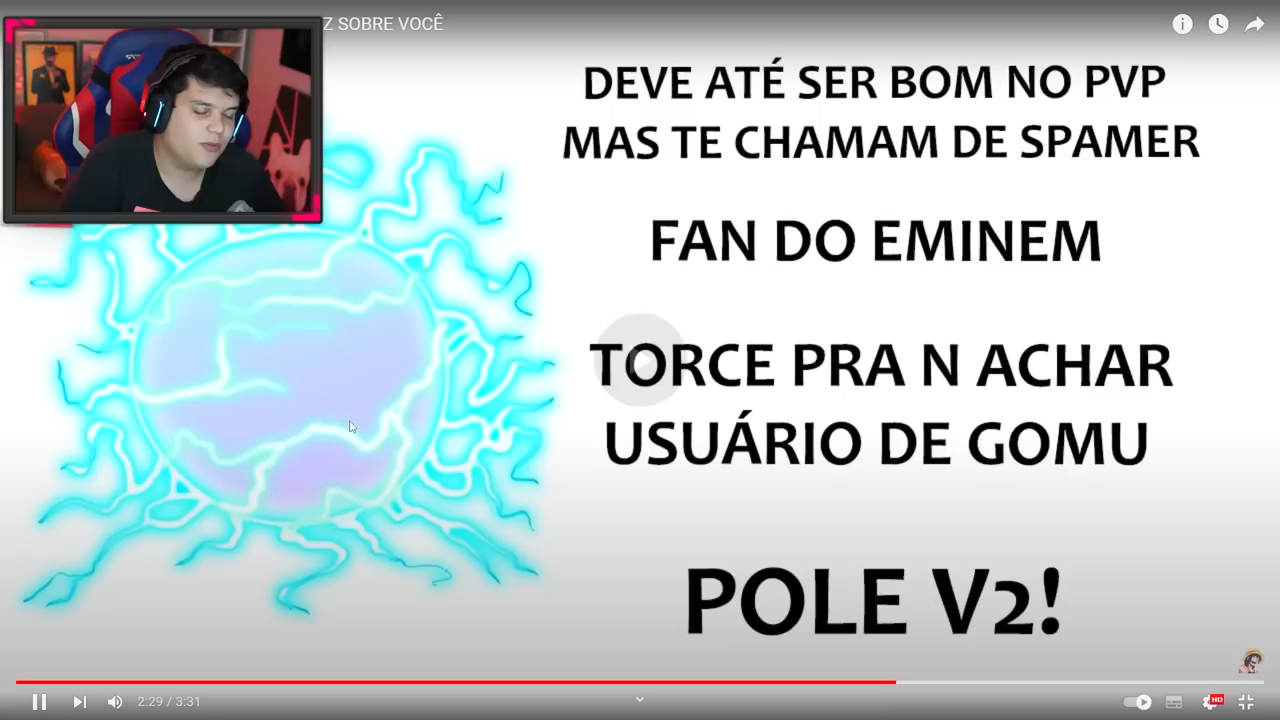 Z SOBRE VOCÊ
DEVE ATÉ SER BOM NO PVP
MAS TE CHAMAM DE SPAMER
FAN DO EMINEM
TORCE PRA N ACHAR
USUÁRIO DE GOMU
POLE V2!
2:29 / 3:31
HD